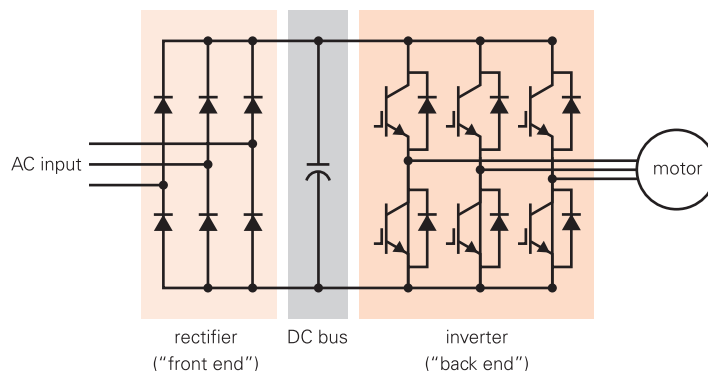 AC input
motor
rectifier
(“front end”)
DC bus
inverter
(“back end”)